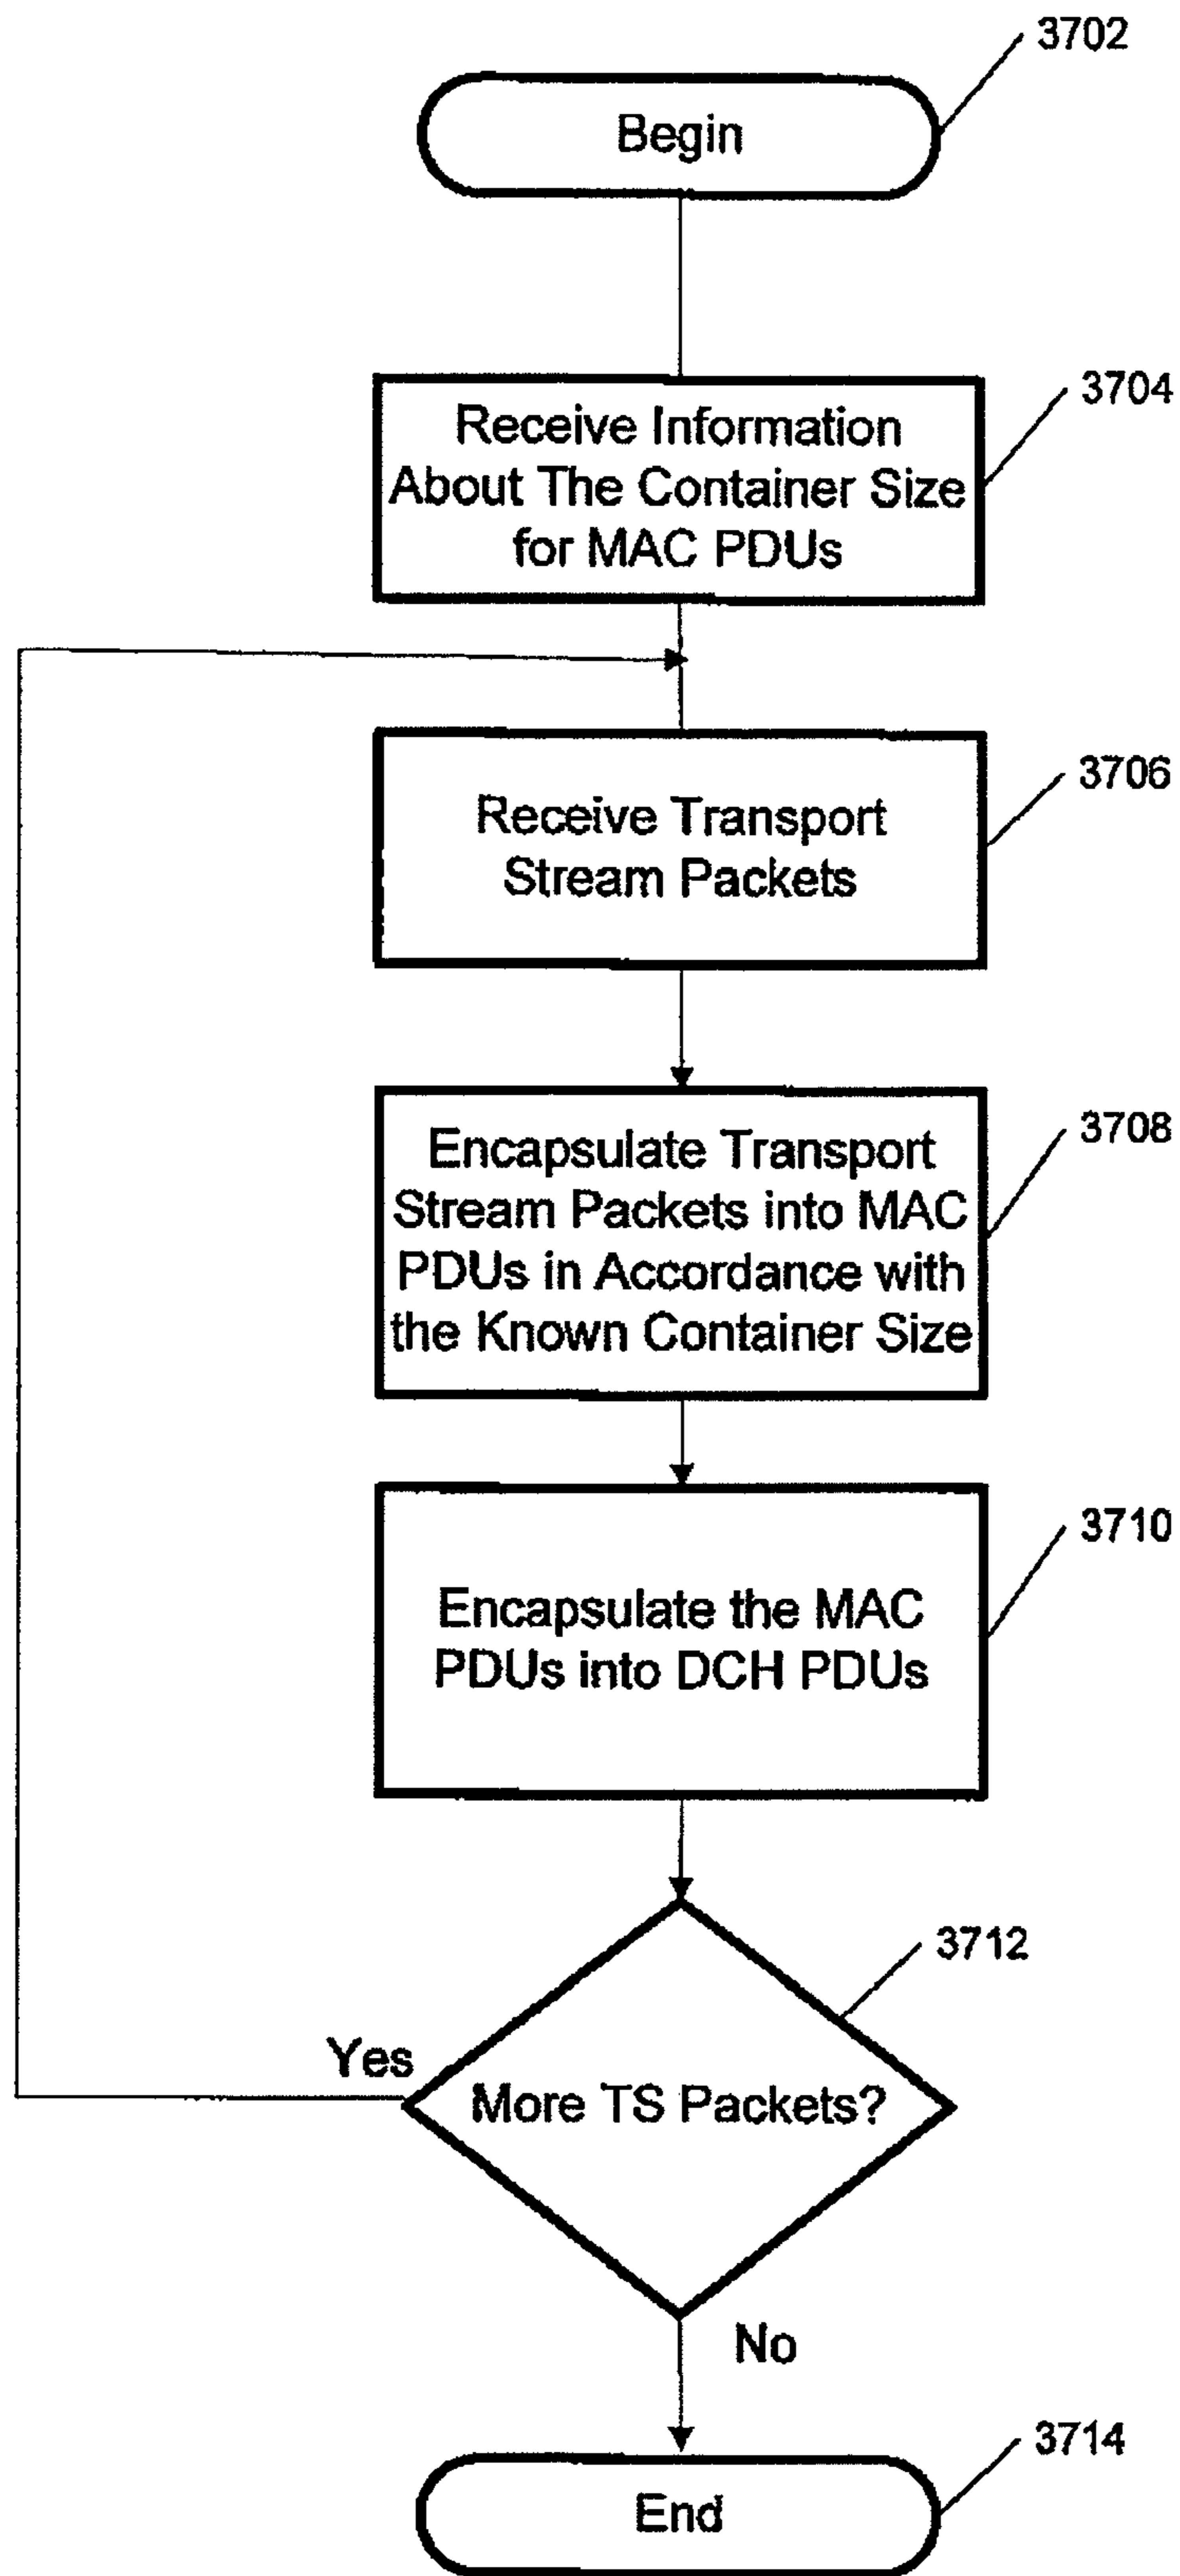 3702
Begin
3704
Receive Information
About The Container Size
for MAC PDUs
3706
Receive Transport
Stream Packets
3708
Encapsulate Transport
Stream Packets into MAC
PDUs in Accordance with
the Known Container Size
3710
Encapsulate the MAC
PDUs into DCH PDUs
3712
Yes
More TS Packets?
No
3714
End